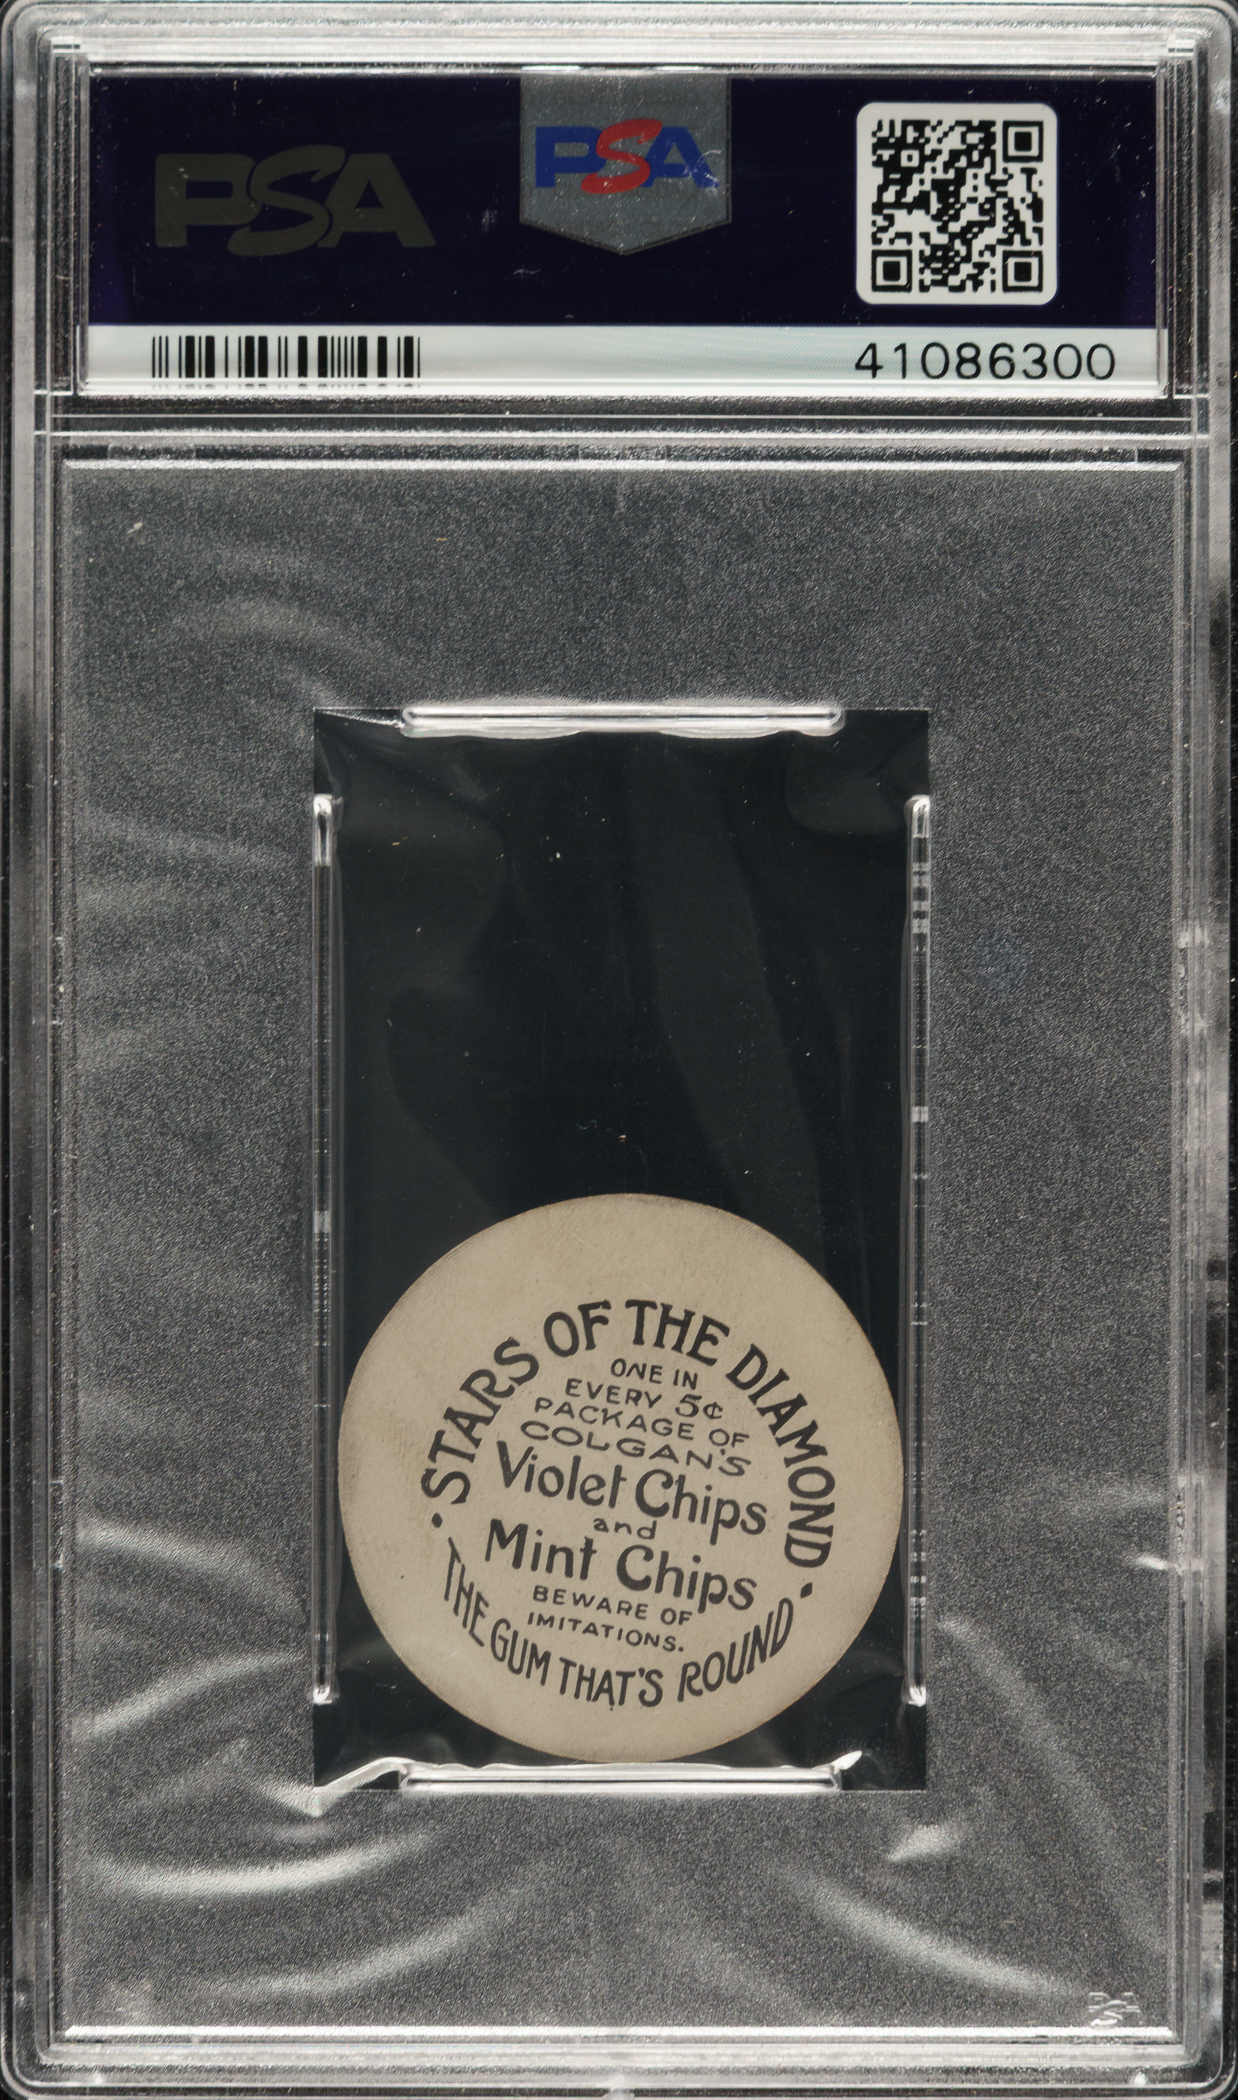 PSA
PSA
41086300
STARS OF THE DIAMOND
ONE IN
EVERY 5¢
PACKAGE OF
COLGAN'S
Violet Chips
and
Mint Chips
BEWARE OF
IMITATIONS.
THE GUM THAT'S ROUND
PSA